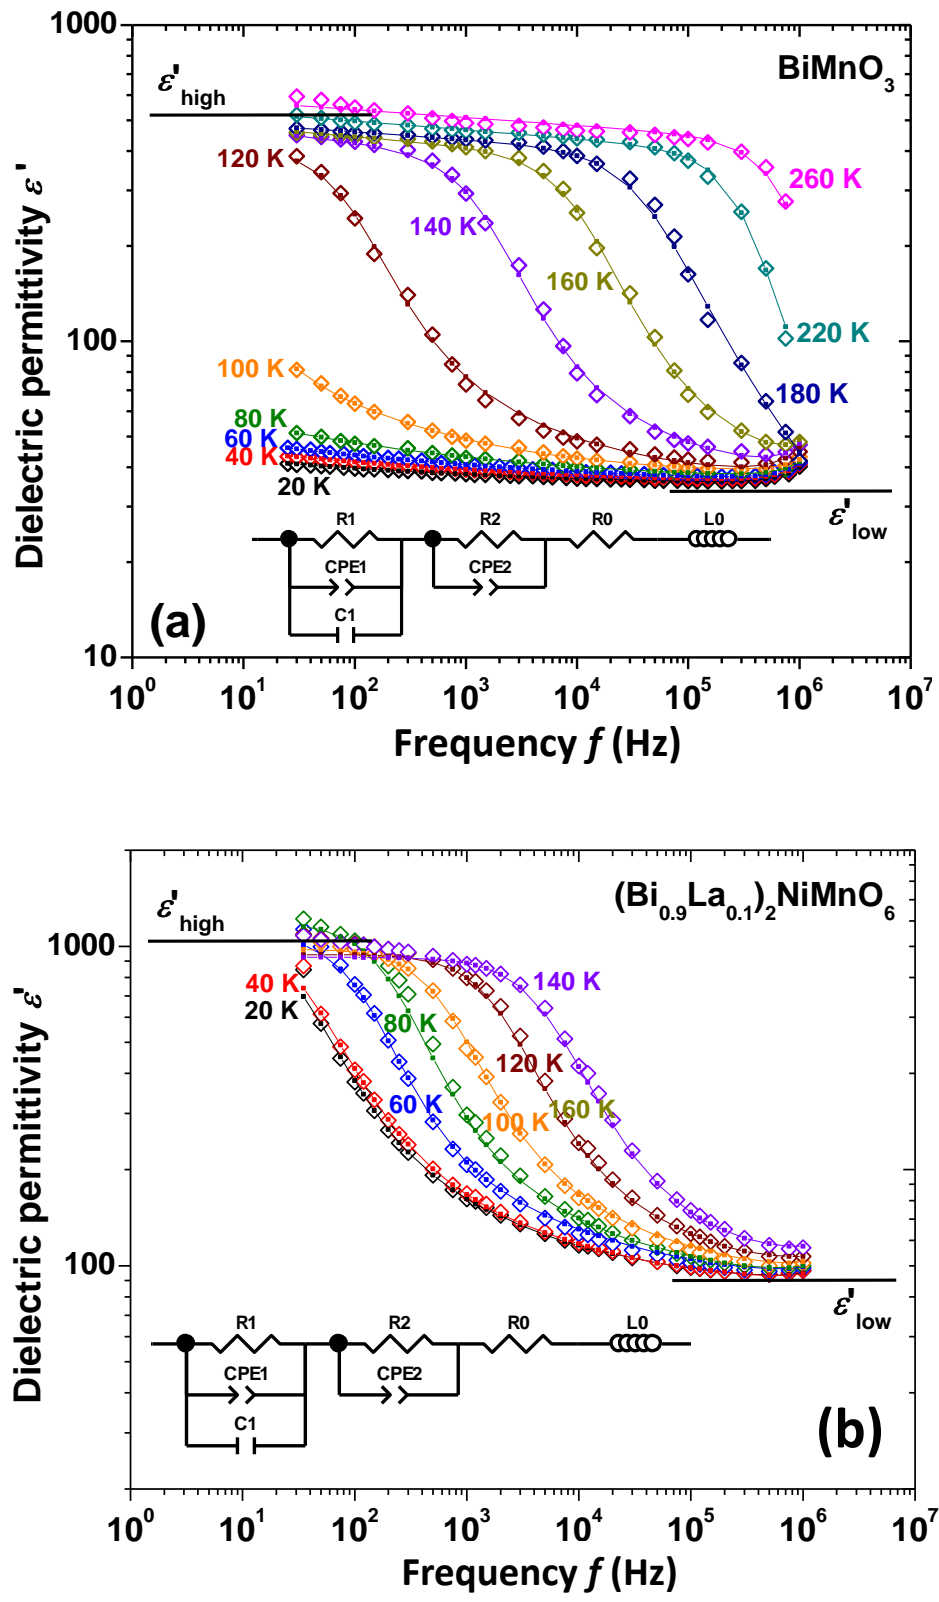 1000
(a)
BiMnO3
ε'high
120 K
260 K
140 K
160 K
Dielectric permittivity ε'
100
220 K
100 K
180 K
80 K
60 K
40 K
20 K
ε'low
R1
R2
R0
L0
CPE1
CPE2
C1
(a)
10
10^0 10^1 10^2 10^3 10^4 10^5 10^6 10^7
Frequency f (Hz)
(Bi0.9La0.1)2NiMnO6
ε'high
1000
40 K
140 K
20 K
80 K
120 K
60 K
160 K
100 K
Dielectric permittivity ε'
100
ε'low
R1
R2
R0
L0
CPE1
CPE2
C1
(b)
10^0 10^1 10^2 10^3 10^4 10^5 10^6 10^7
Frequency f (Hz)